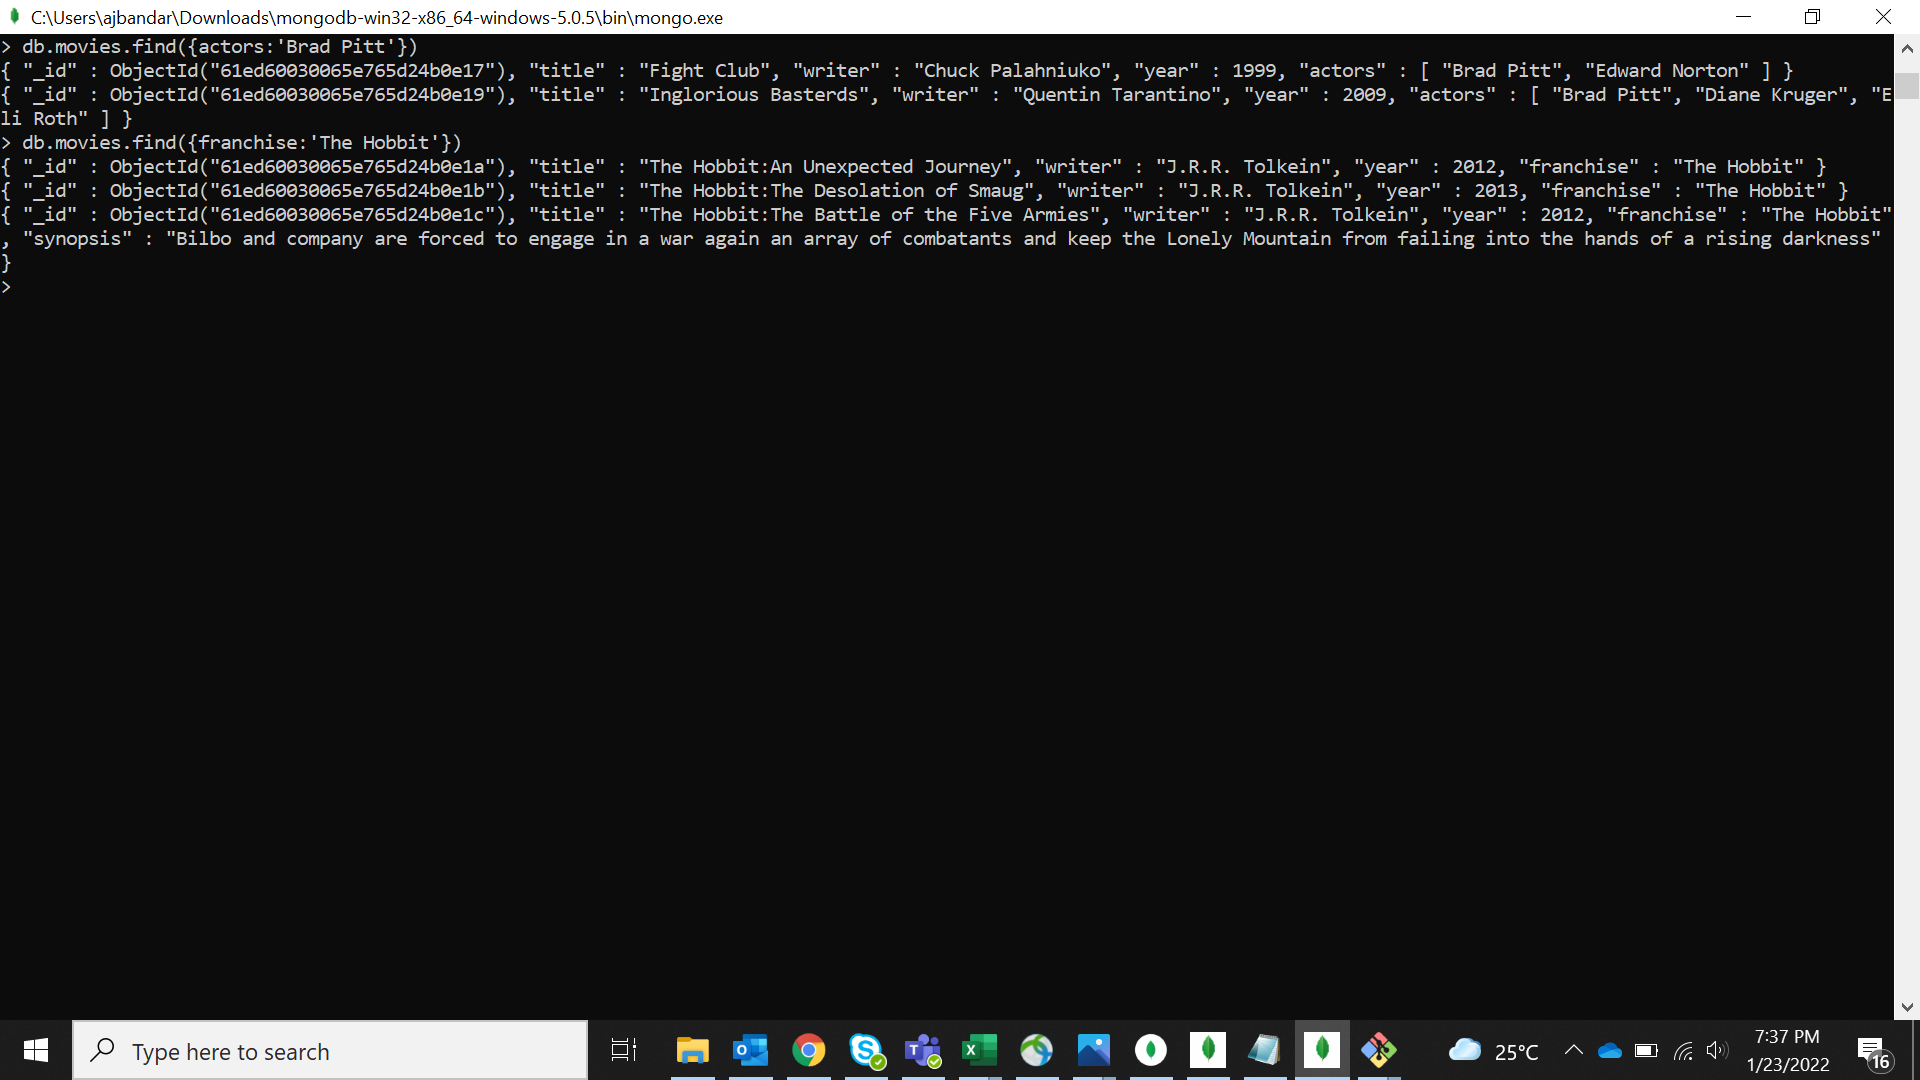 C:\Users\ajbandar\Downloads\mongodb-win32-x86_64-windows-5.0.5\bin\mongo.exe
> db.movies.find({actors:'Brad Pitt'})
{ "_id" : ObjectId("61ed60030065e765d24b0e17"), "title" : "Fight Club", "writer" : "Chuck Palahniuko", "year" : 1999, "actors" : [ "Brad Pitt", "Edward Norton" ] }
{ "_id" : ObjectId("61ed60030065e765d24b0e19"), "title" : "Inglorious Basterds", "writer" : "Quentin Tarantino", "year" : 2009, "actors" : [ "Brad Pitt", "Diane Kruger", "E
li Roth" ] }
> db.movies.find({franchise:'The Hobbit'})
{ "_id" : ObjectId("61ed60030065e765d24b0e1a"), "title" : "The Hobbit:An Unexpected Journey", "writer" : "J.R.R. Tolkein", "year" : 2012, "franchise" : "The Hobbit" }
{ "_id" : ObjectId("61ed60030065e765d24b0e1b"), "title" : "The Hobbit:The Desolation of Smaug", "writer" : "J.R.R. Tolkein", "year" : 2013, "franchise" : "The Hobbit" }
{ "_id" : ObjectId("61ed60030065e765d24b0e1c"), "title" : "The Hobbit:The Battle of the Five Armies", "writer" : "J.R.R. Tolkein", "year" : 2012, "franchise" : "The Hobbit"
, "synopsis" : "Bilbo and company are forced to engage in a war again an array of combatants and keep the Lonely Mountain from failing into the hands of a rising darkness"
}
>
Type here to search
25°C
7:37 PM
1/23/2022
16